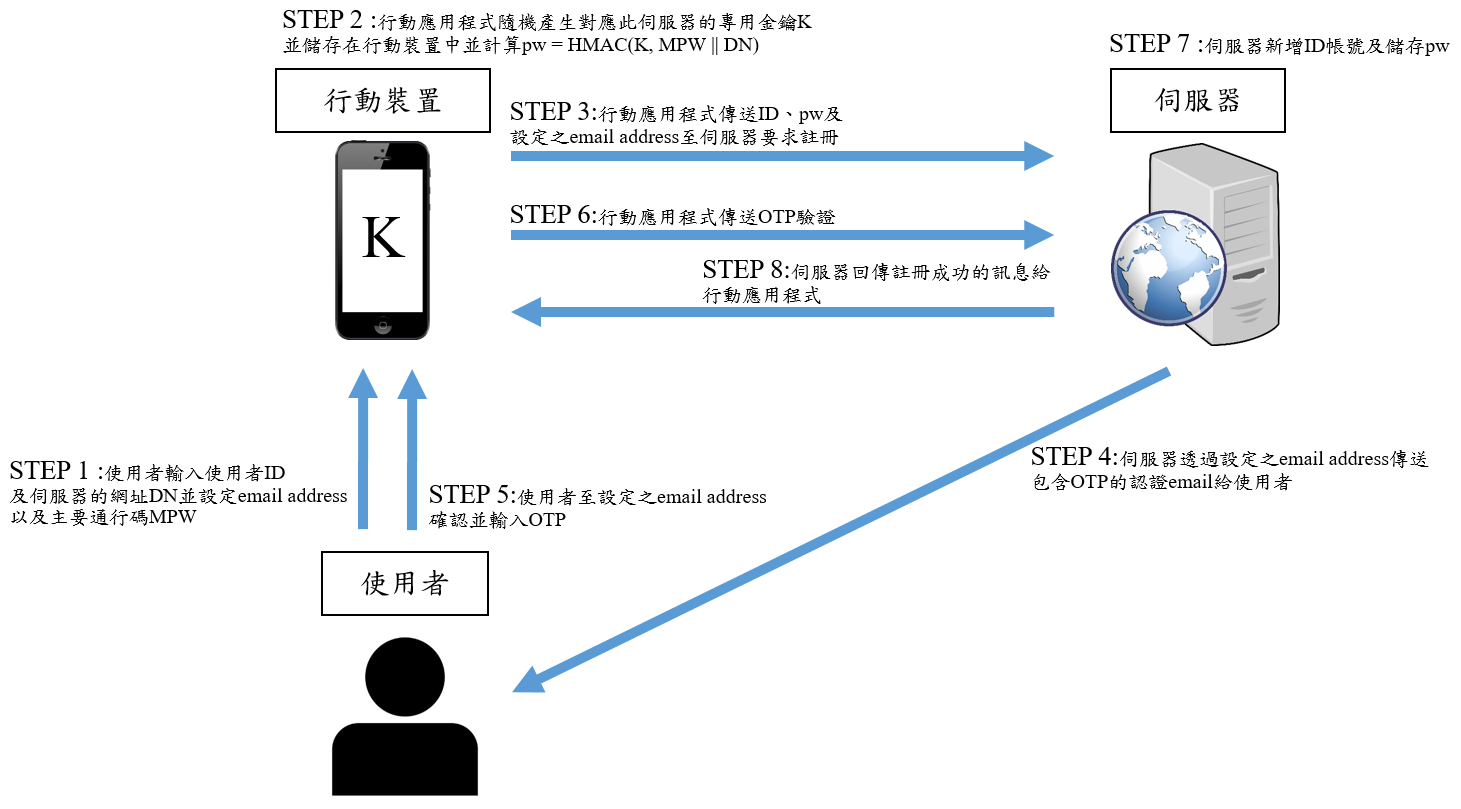 STEP 2 :行動應用程式隨機產生對應此伺服器的專用金鑰K
並儲存在行動裝置中並計算pw = HMAC(K, MPW || DN)
STEP 7 :伺服器新增ID帳號及儲存pw
行動裝置
伺服器
STEP 3:行動應用程式傳送ID、pw及
設定之email address至伺服器要求註冊
K
STEP 6:行動應用程式傳送OTP驗證
STEP 8:伺服器回傳註冊成功的訊息給
行動應用程式
STEP 1 :使用者輸入使用者ID
及伺服器的網址DN並設定email address
以及主要通行碼MPW
STEP 5:使用者至設定之email address
確認並輸入OTP
STEP 4:伺服器透過設定之email address傳送
包含OTP的認證email給使用者
使用者